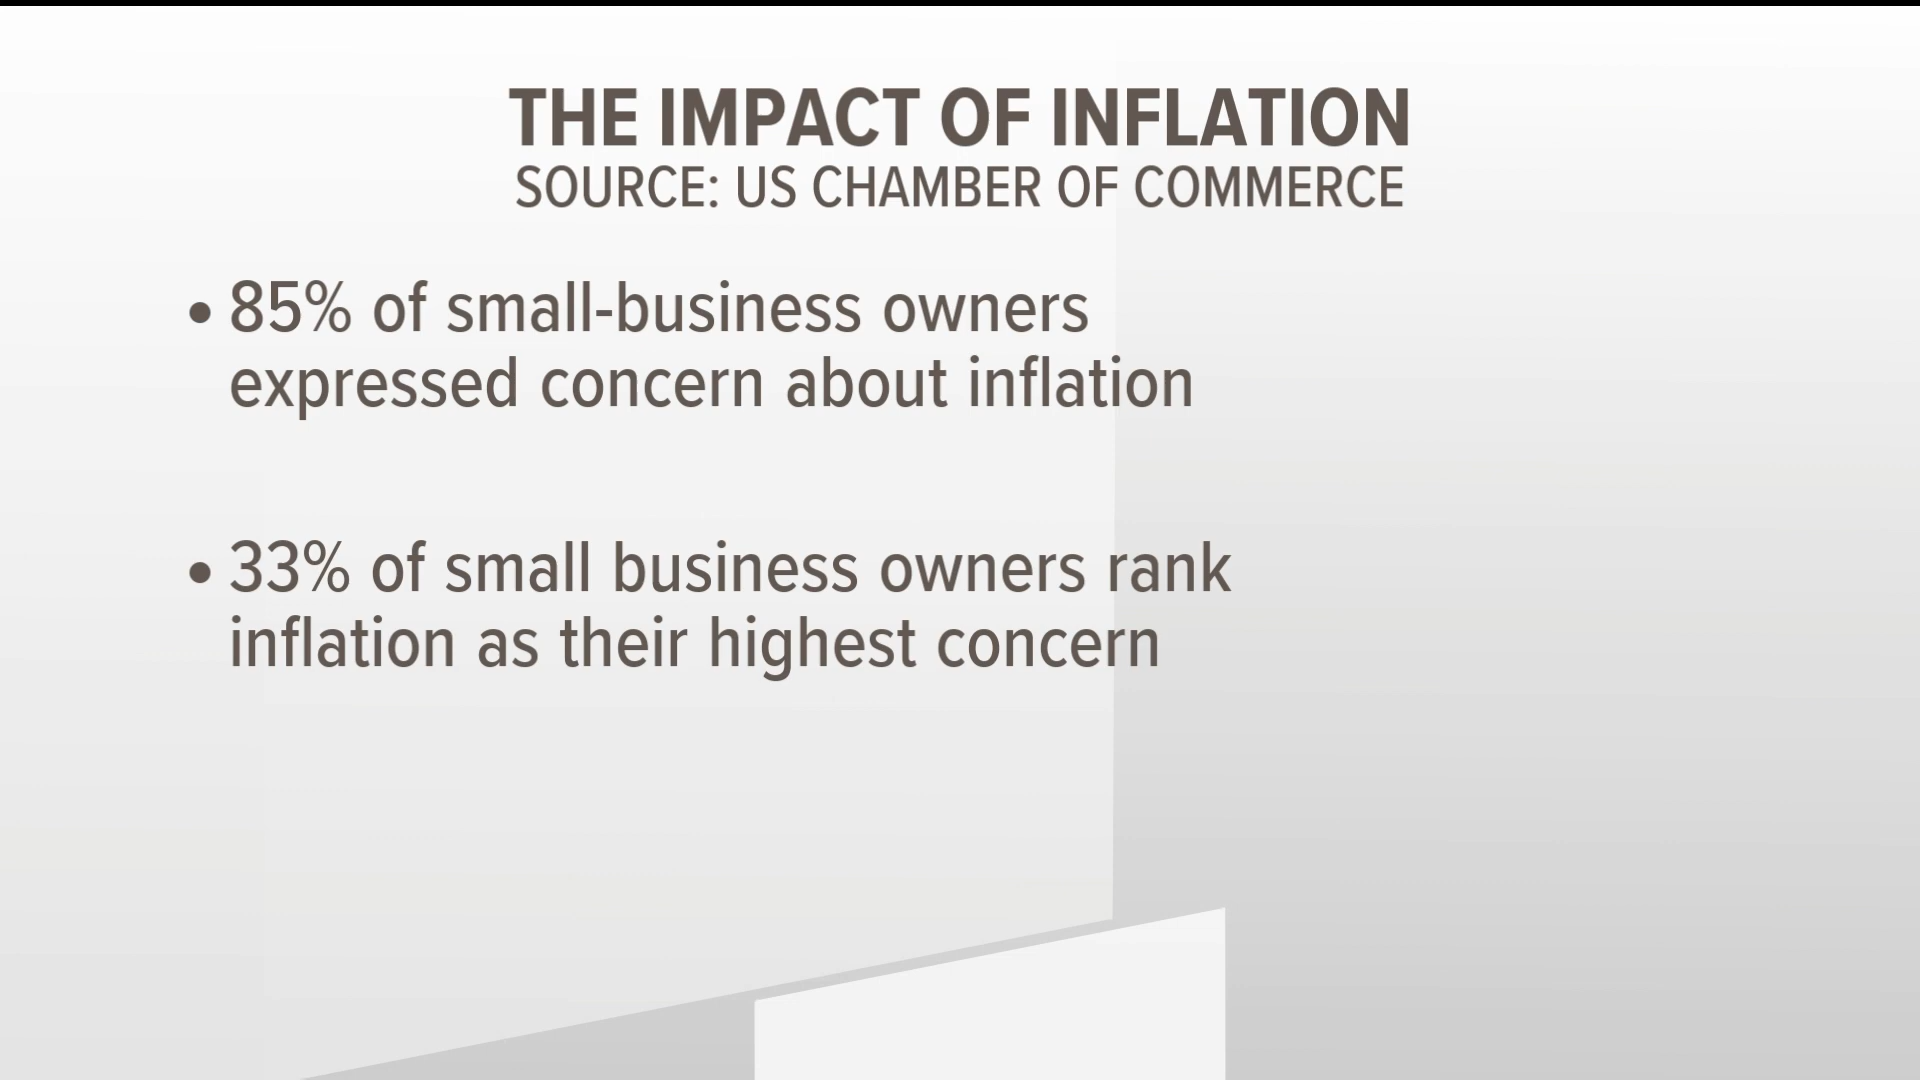 THE IMPACT OF INFLATION
SOURCE: US CHAMBER OF COMMERCE
• 85% of small-business owners
expressed concern about inflation
• 33% of small business owners rank
inflation as their highest concern